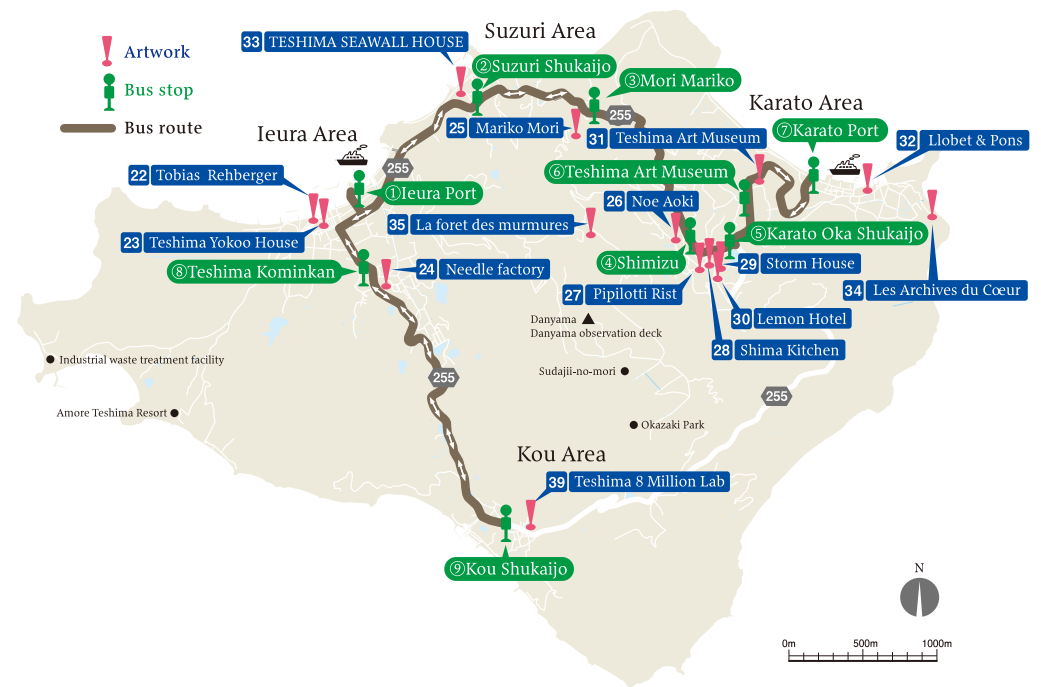 Suzuri Area
33 TESHIMA SEAWALL HOUSE
Artwork
Bus stop
Bus route
②Suzuri Shukaijo
③Mori Mariko
Karato Area
Ieura Area
25 Mariko Mori
255
31 Teshima Art Museum
⑦Karato Port
32 Llobet & Pons
255
22 Tobias Rehberger
①Ieura Port
⑥Teshima Art Museum
26 Noe Aoki
35 La foret des murmures
23 Teshima Yokoo House
⑤Karato Oka Shukaijo
⑧Teshima Kominkan
24 Needle factory
④Shimizu
29 Storm House
27 Pipilotti Rist
34 Les Archives du Cœur
Danyama
Danyama observation deck
30 Lemon Hotel
28 Shima Kitchen
Industrial waste treatment facility
Sudajii-no-mori
255
255
Amore Teshima Resort
Okazaki Park
Kou Area
39 Teshima 8 Million Lab
⑨Kou Shukaijo
N
0m 500m 1000m